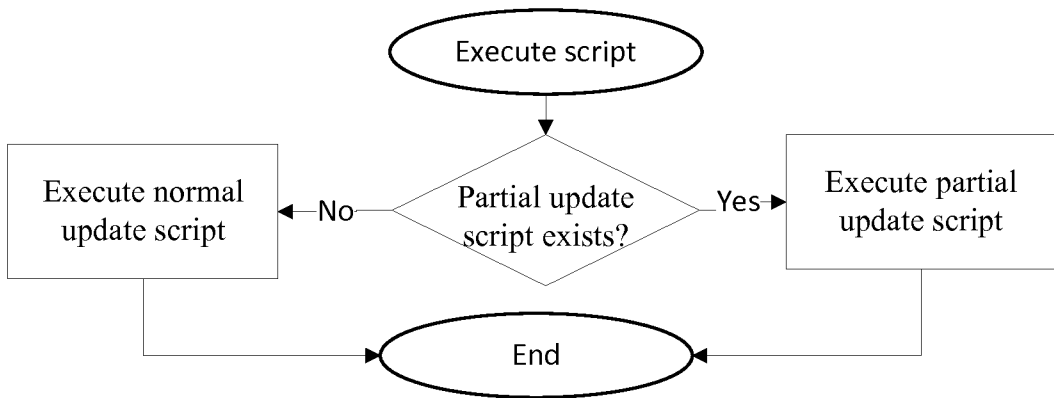 Execute script
Execute normal
update script
No
Partial update
script exists?
Yes
Execute partial
update script
End